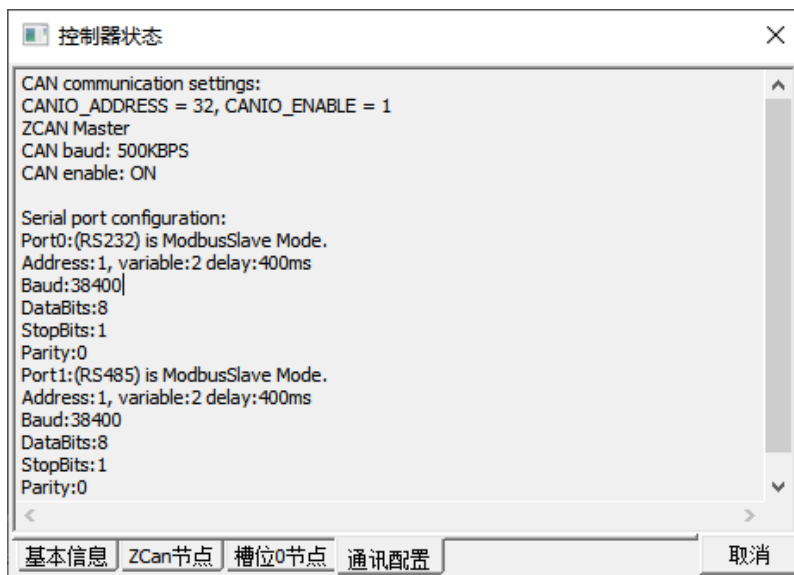 控制器状态
CAN communication settings:
CANIO_ADDRESS = 32, CANIO_ENABLE = 1
ZCAN Master
CAN baud: 500KBPS
CAN enable: ON
Serial port configuration:
Port0:(RS232) is ModbusSlave Mode.
Address:1, variable:2 delay:400ms
Baud:38400
DataBits:8
StopBits:1
Parity:0
Port1:(RS485) is ModbusSlave Mode.
Address:1, variable:2 delay:400ms
Baud:38400
DataBits:8
StopBits:1
Parity:0
基本信息 ZCan节点 槽位0节点 通讯配置 取消